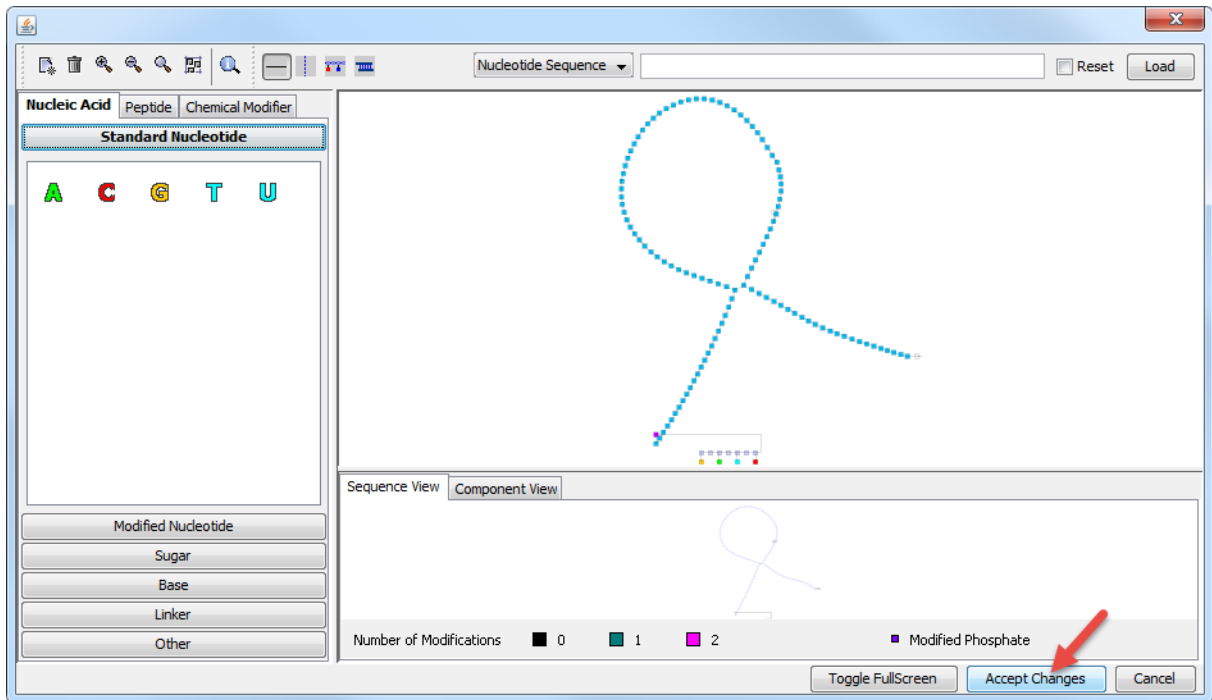 Nucleotide Sequence
Reset
Load
Nucleic Acid
Peptide
Chemical Modifier
Standard Nucleotide
A C G T U
Modified Nucleotide
Sugar
Base
Linker
Other
Sequence View
Component View
Number of Modifications 0 1 2 Modified Phosphate
Toggle FullScreen
Accept Changes
Cancel